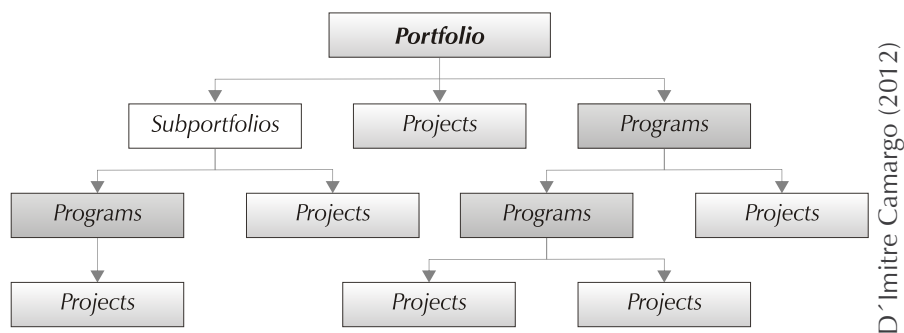 Portfolio
Subportfolios
Projects
Programs
Programs
Projects
Programs
Projects
Projects
Projects
Projects
D´Imitre Camargo (2012)